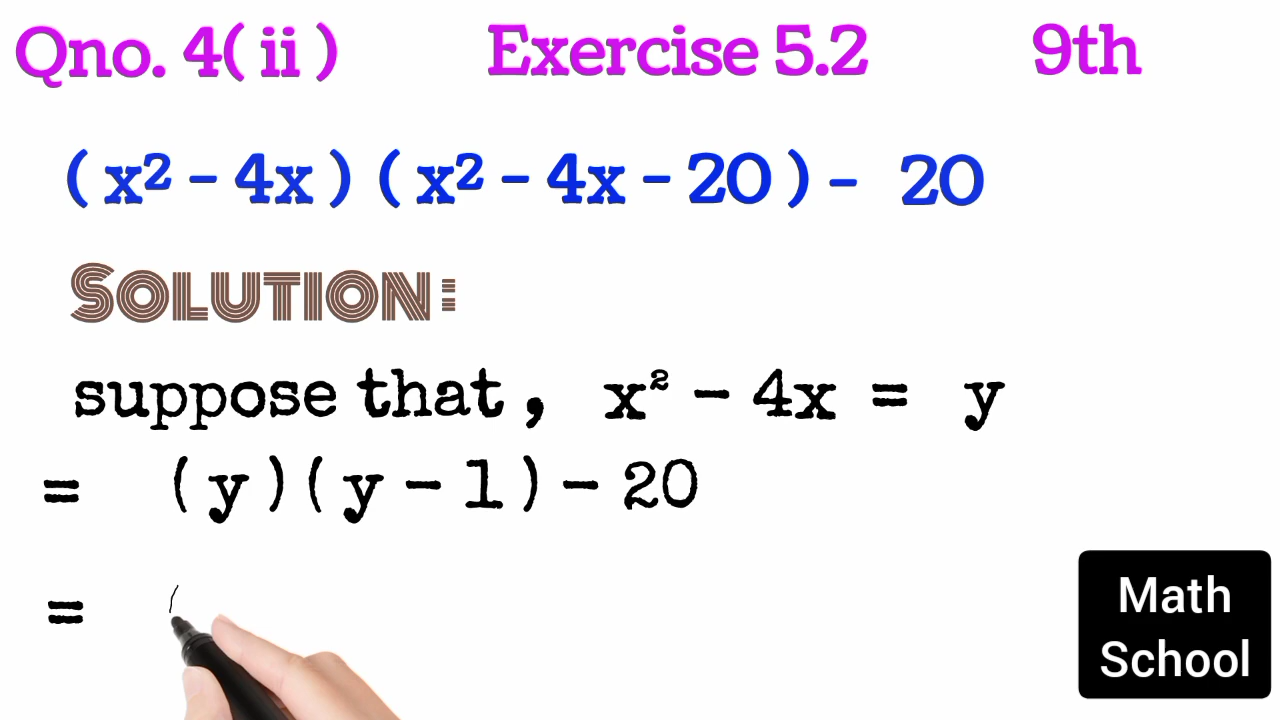 Qno. 4( ii ) Exercise 5.2 9th
( x² - 4x ) ( x² - 4x - 20 ) - 20
SOLUTION:
suppose that , x² - 4x = y
= ( y ) ( y - 1 ) - 20
= (
Math
School